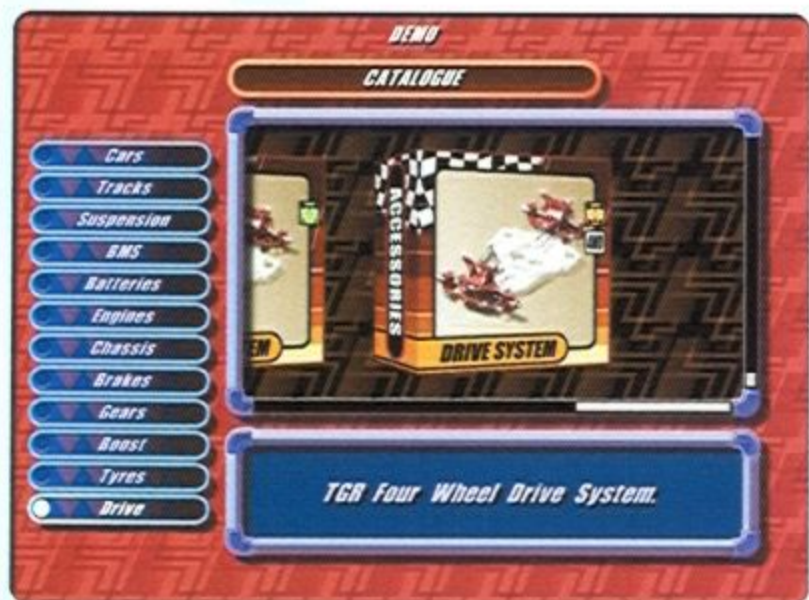 DEMO
CATALOGUE
Cars
Tracks
Suspension
BMS
Batteries
Engines
Chassis
Brakes
Gears
Boost
Tyres
Drive
EM
ACCESSORIES
DRIVE SYSTEM
TGR Four Wheel Drive System.